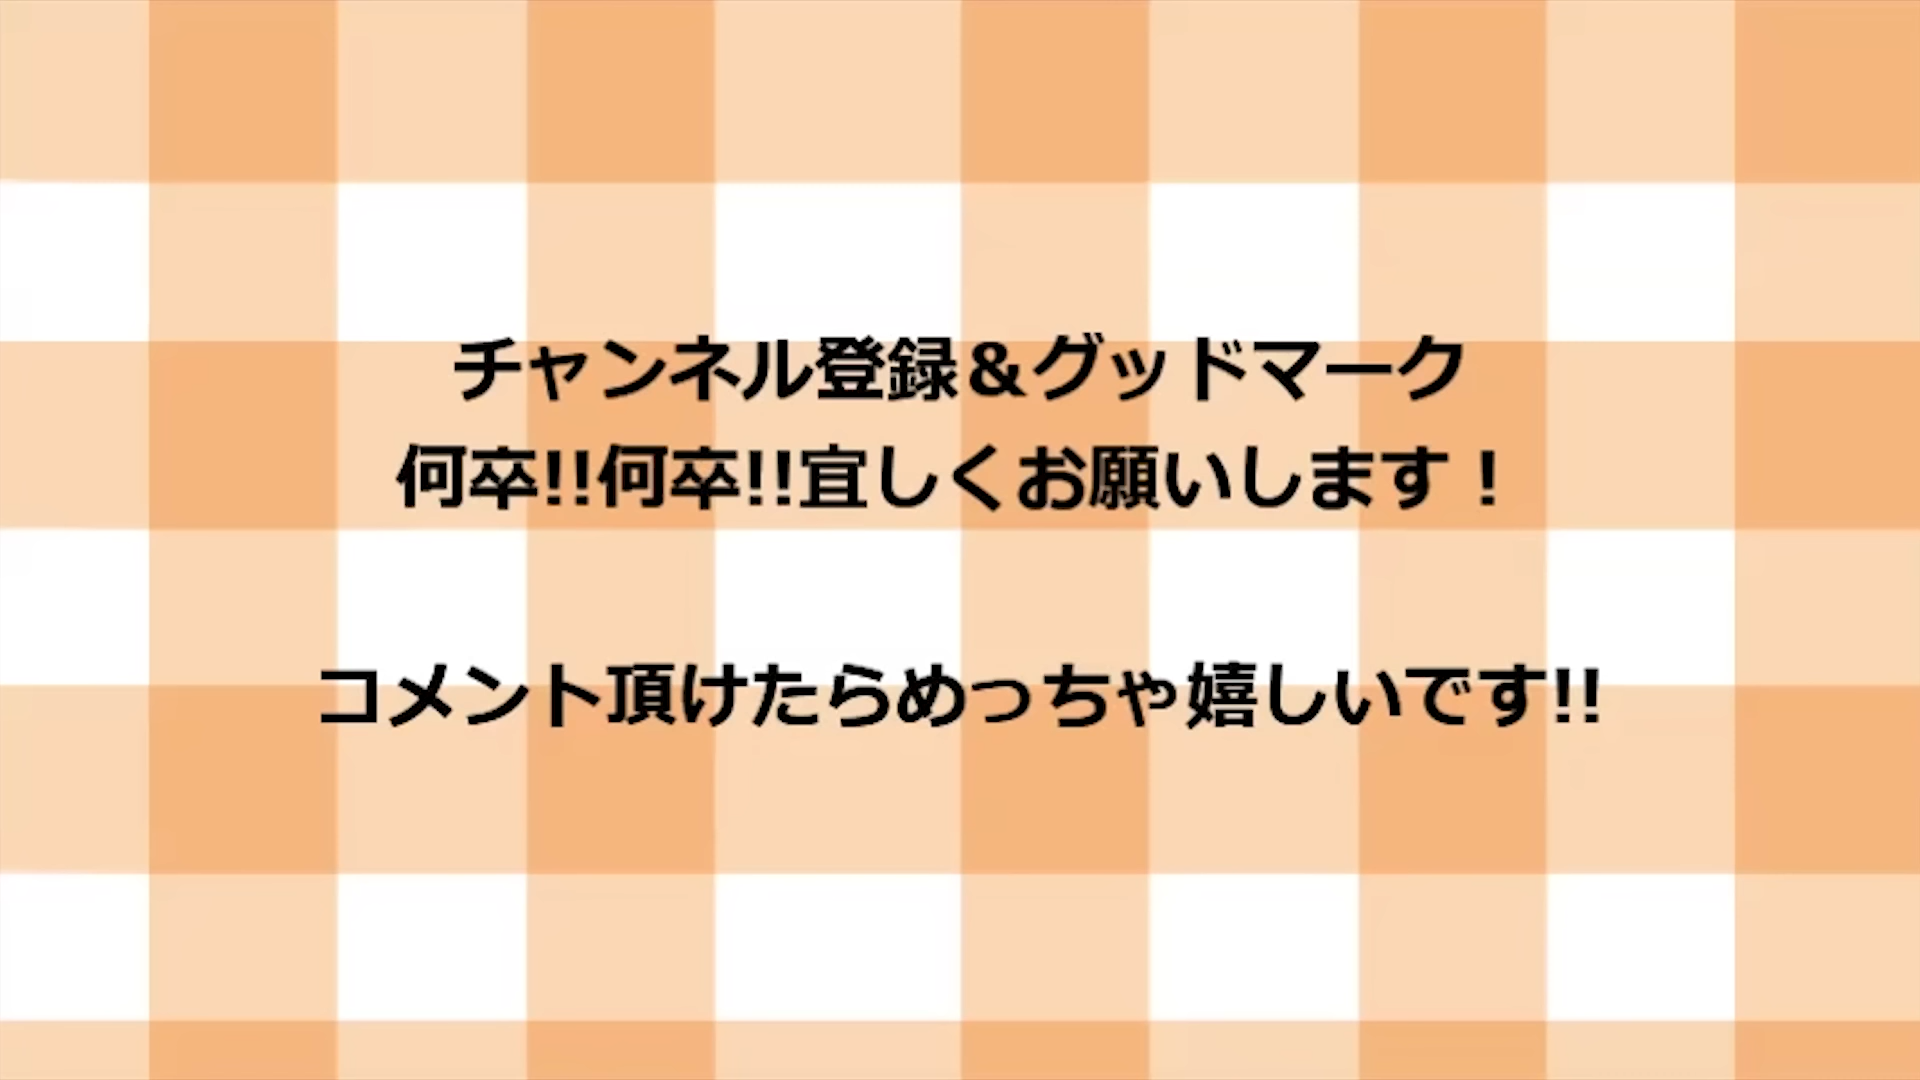 チャンネル登録＆グッドマーク
何卒!!何卒!!宜しくお願いします！
コメント頂けたらめっちゃ嬉しいです!!